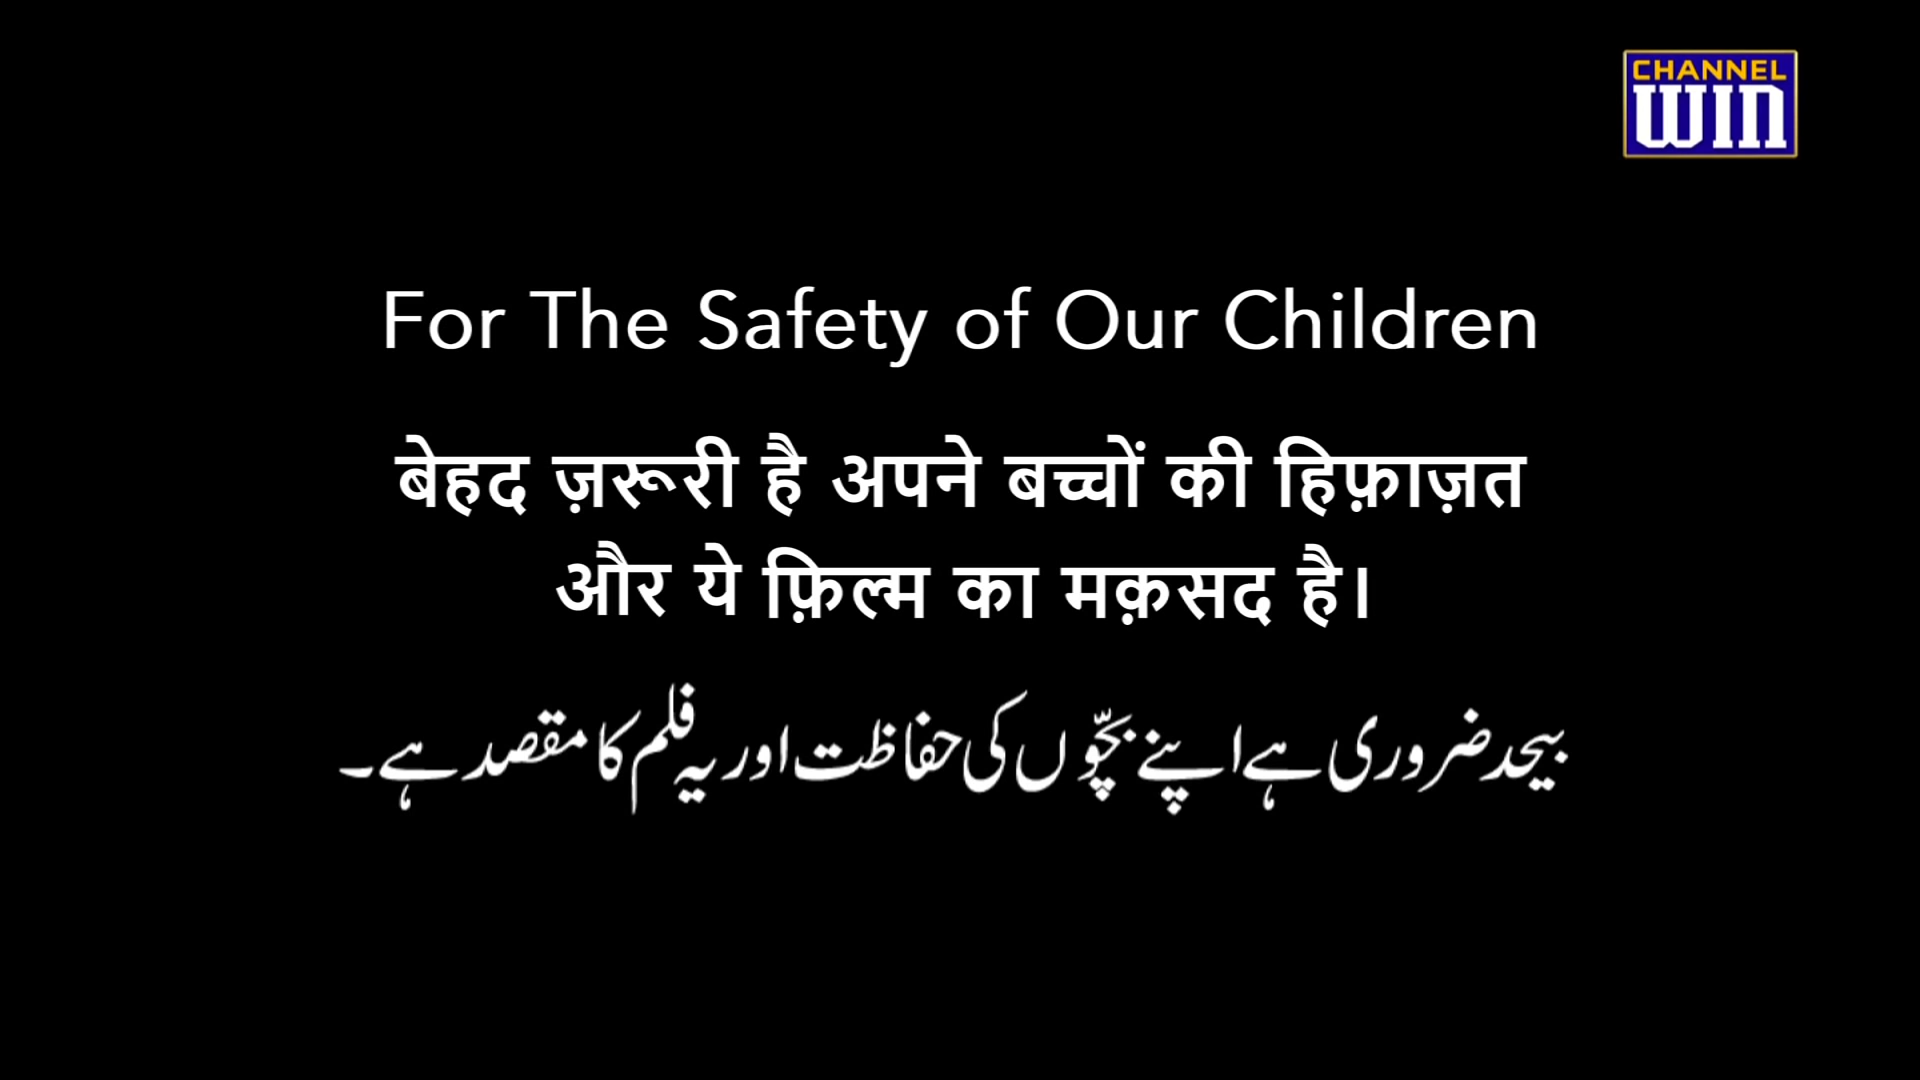 CHANNEL
WIN
For The Safety of Our Children
बेहद ज़रूरी है अपने बच्चों की हिफ़ाज़त
और ये फ़िल्म का मक़सद है।
بیحد ضروری ہے اپنے بچّوں کی حفاظت اور یہ فلم کا مقصد ہے۔